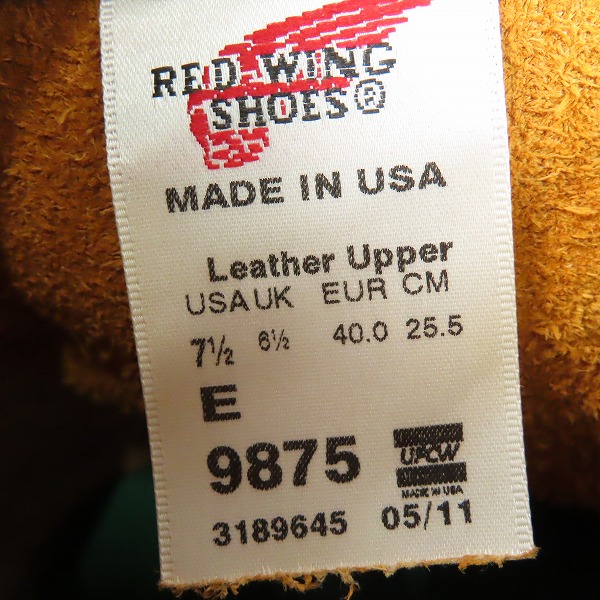 RED WING
SHOES®
MADE IN USA
Leather Upper
USA UK EUR CM
7½ 6½ 40.0 25.5
E
9875
UFCW
MADE IN USA
3189645 05/11